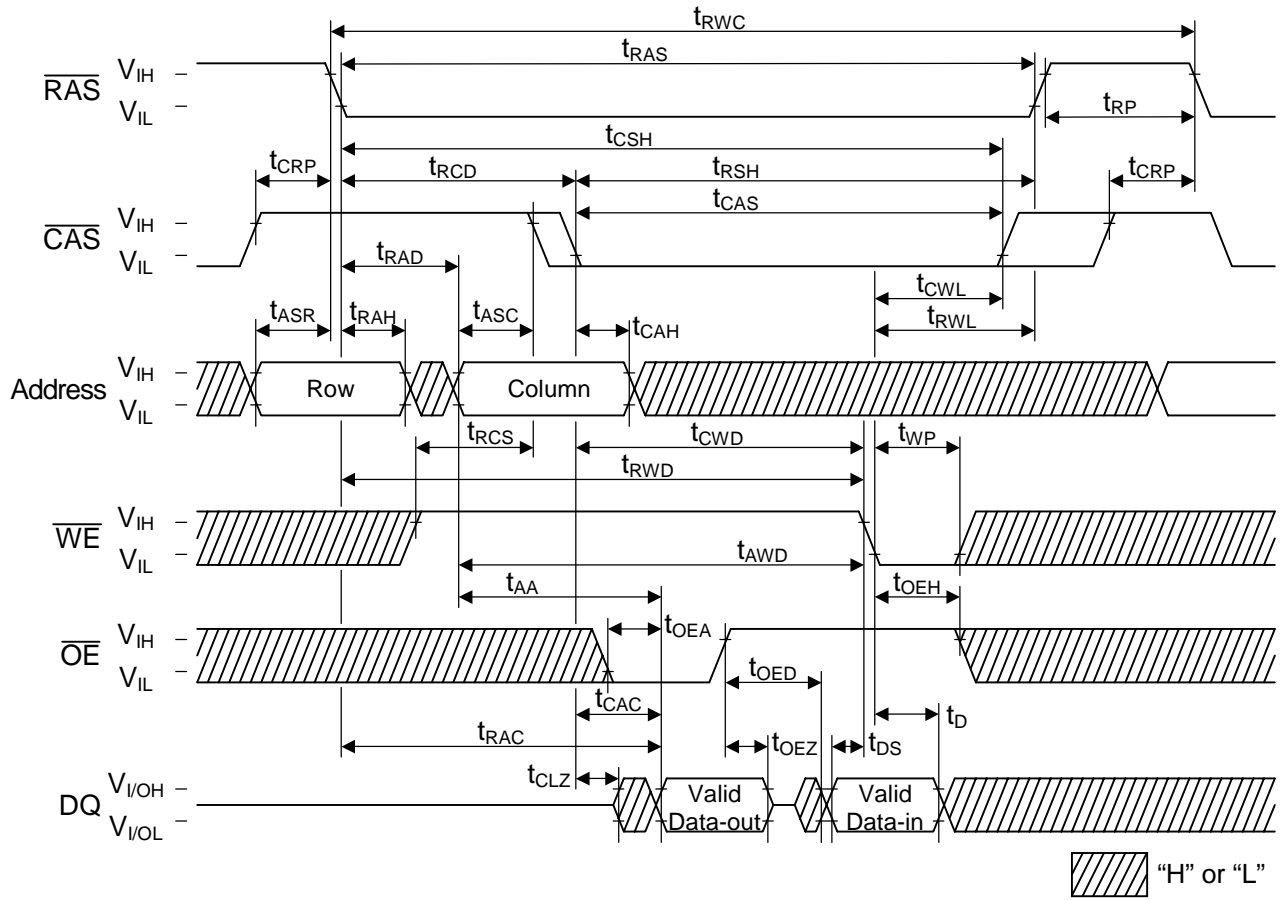 tRWC
tRAS
RAS VIH
VIL
tRP
tCSH
tCRP tRCD tRSH tCRP
tCAS
CAS VIH
VIL
tRAD
tCWL
tASR tRAH tASC tCAH tRWL
Address VIH Row Column
VIL
tRCS tCWD tWP
tRWD
WE VIH
VIL
tAWD
tAA tOEH
OE VIH tOEA
VIL
tOED
tCAC tD
tRAC tOEZ tDS
tCLZ
DQ VI/OH Valid Valid
VI/OL Data-out Data-in
“H” or “L”